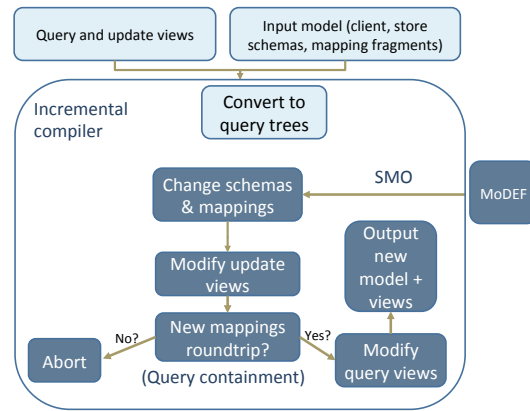 Query and update views
Input model (client, store
schemas, mapping fragments)
Incremental
compiler
Convert to
query trees
SMO
MoDEF
Change schemas
& mappings
Output
new
model +
views
Modify update
views
New mappings
roundtrip?
No?
Yes?
Abort
(Query containment)
Modify
query views